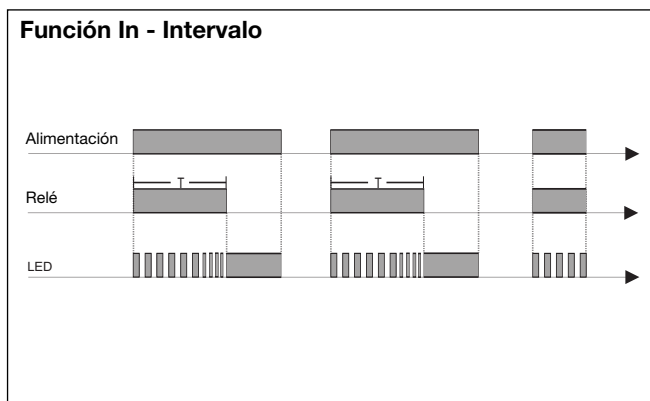 Función In - Intervalo
Alimentación
T
T
Relé
LED